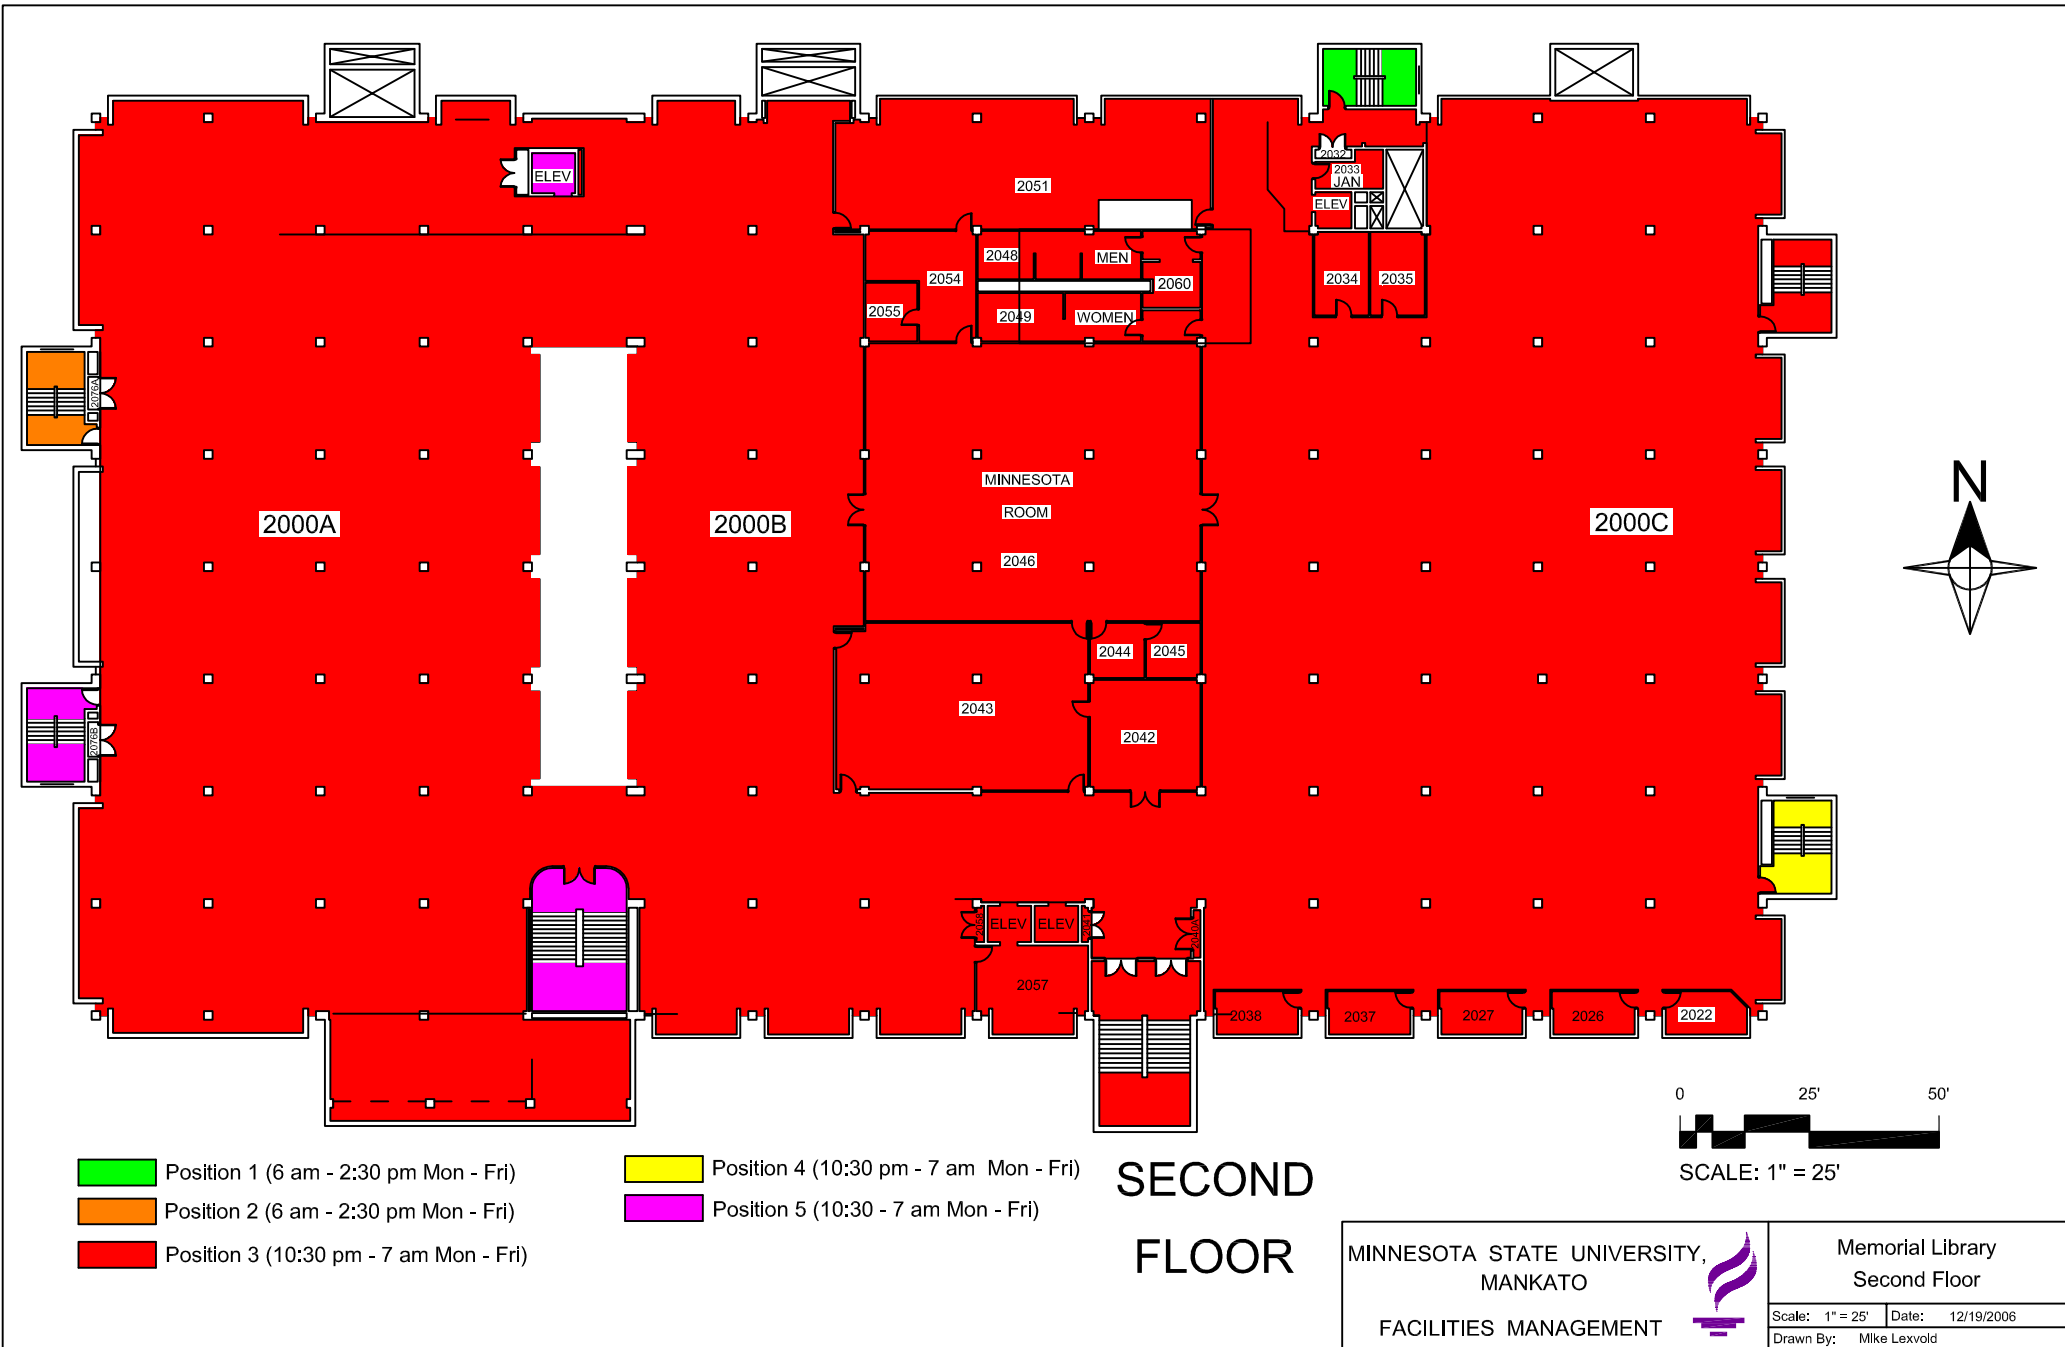 2032
2033
JAN
ELEV
ELEV
2051
2048
MEN
2054
2060
2034
2035
2055
2049
WOMEN
2076A
MINNESOTA
ROOM
2000A
2000B
2000C
N
2046
2044
2045
2043
2042
2076B
2058
ELEV
ELEV
2041
2040A
2057
2038
2037
2027
2026
2022
0 25' 50'
SCALE: 1" = 25'
Position 1 (6 am - 2:30 pm Mon - Fri)
Position 2 (6 am - 2:30 pm Mon - Fri)
Position 3 (10:30 pm - 7 am Mon - Fri)
Position 4 (10:30 pm - 7 am Mon - Fri)
Position 5 (10:30 - 7 am Mon - Fri)
SECOND
FLOOR
MINNESOTA STATE UNIVERSITY,
MANKATO
FACILITIES MANAGEMENT
Memorial Library
Second Floor
Scale: 1" = 25' Date: 12/19/2006
Drawn By: MIke Lexvold